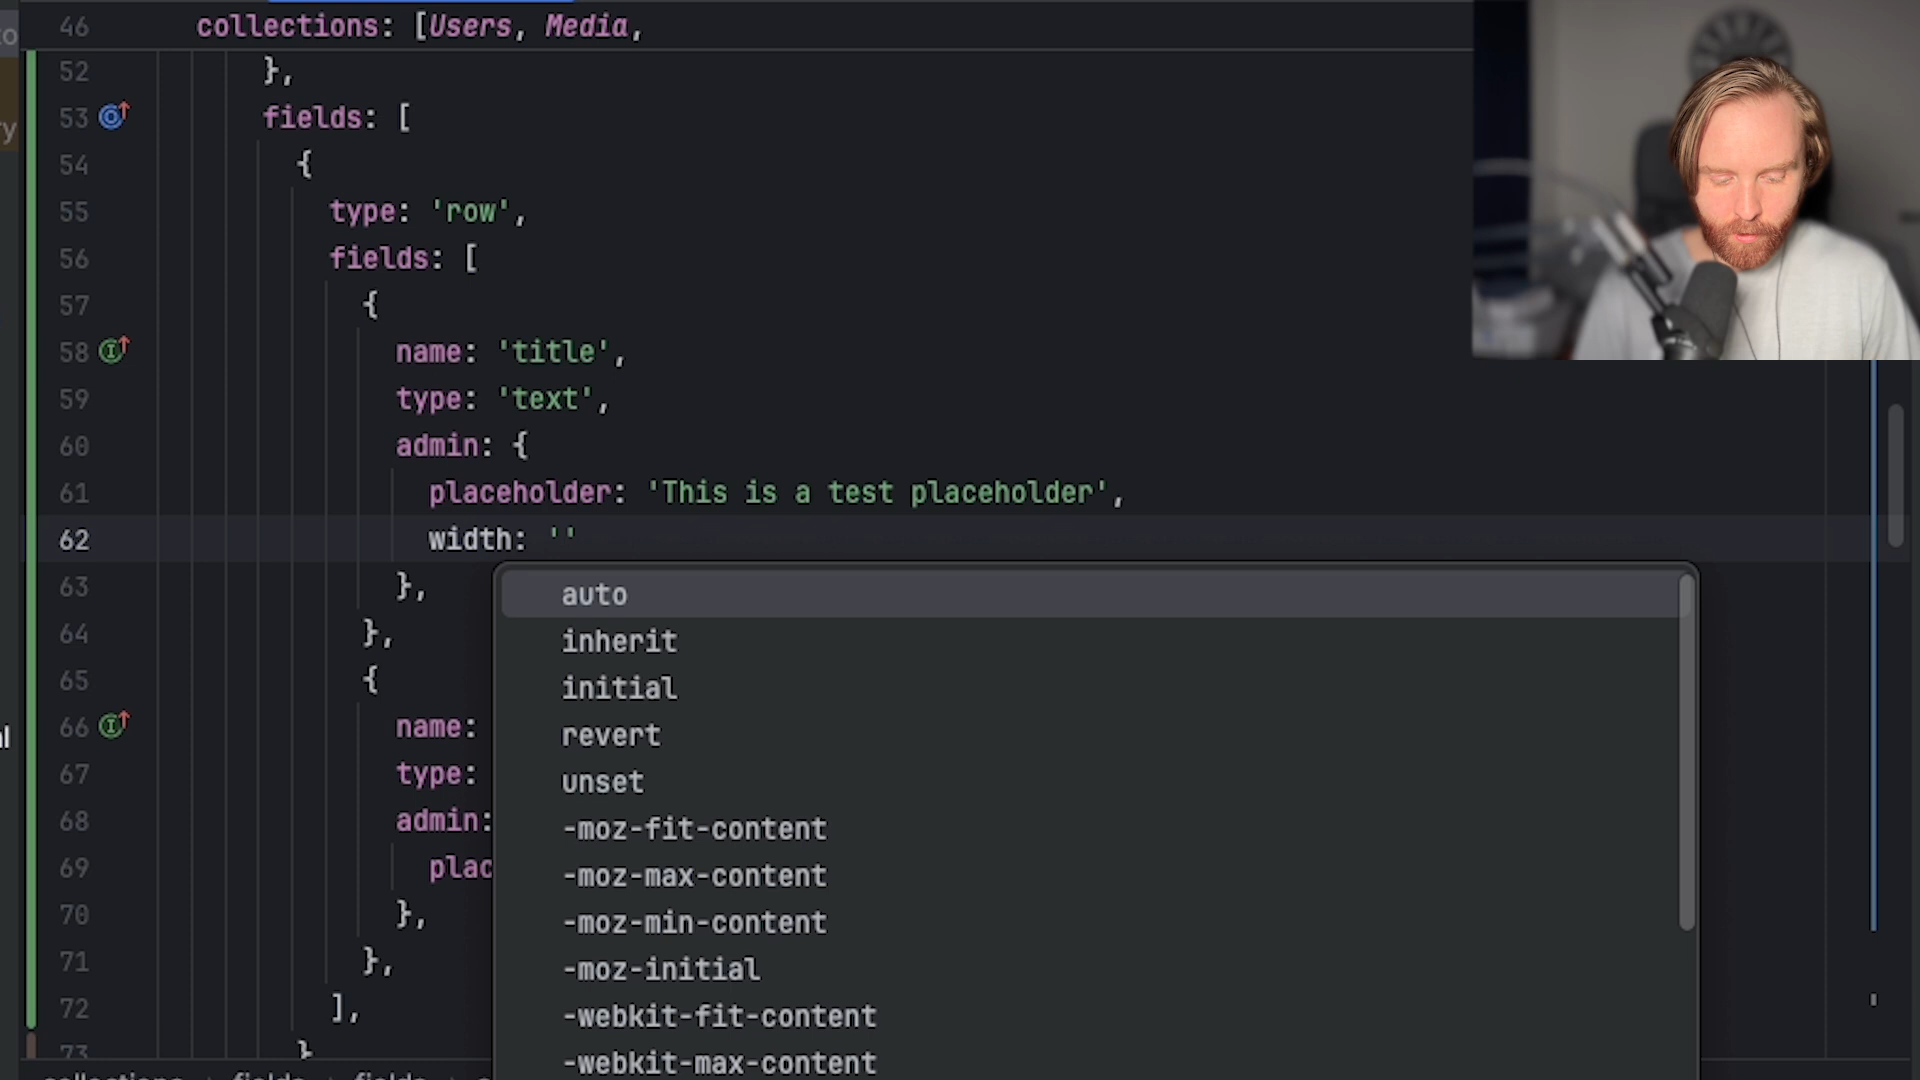 46 collections: [Users, Media,
52 },
53 fields: [
54 {
55 type: 'row',
56 fields: [
57 {
58 name: 'title',
59 type: 'text',
60 admin: {
61 placeholder: 'This is a test placeholder',
62 width: ''
auto
63 },
inherit
64 },
initial
65 {
revert
66 name:
unset
67 type:
-moz-fit-content
68 admin:
-moz-max-content
69 plac
-moz-min-content
70 },
-moz-initial
71 },
-webkit-fit-content
72 ],
-webkit-max-content
73 }